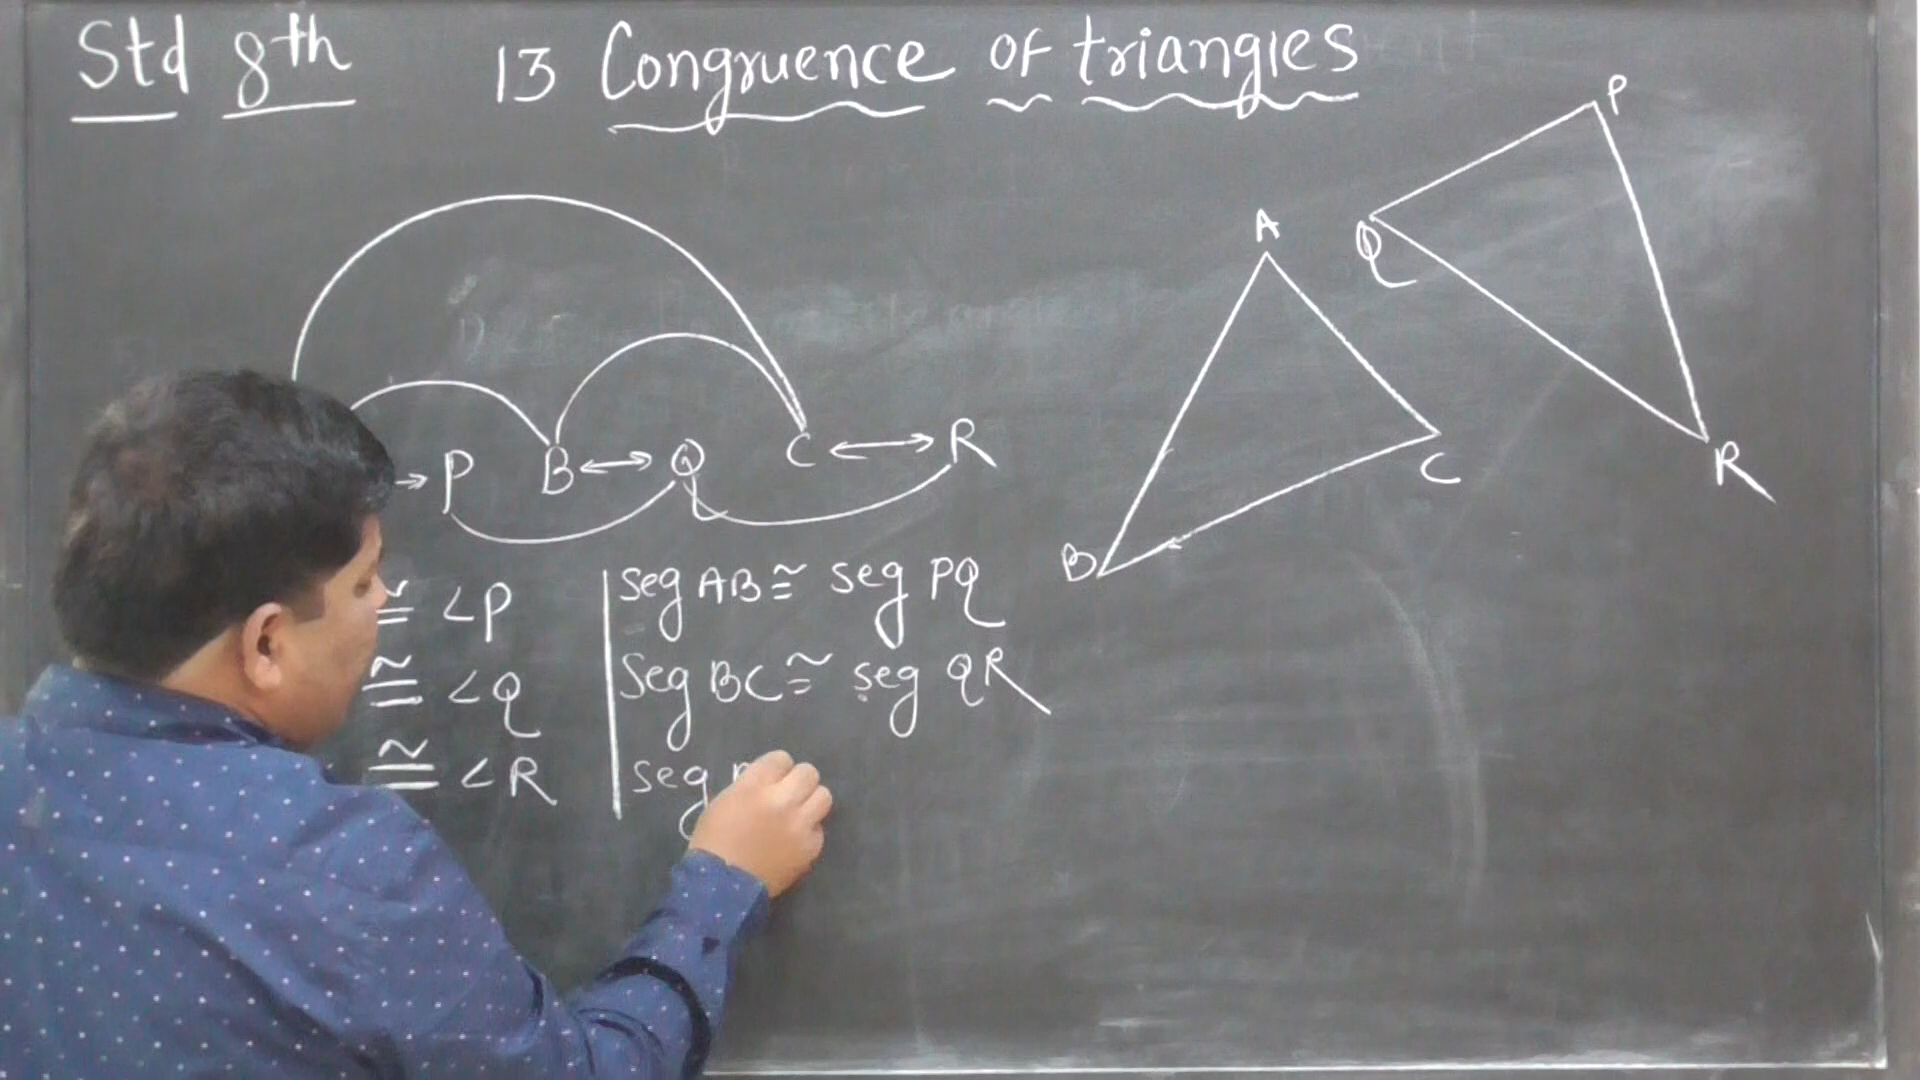 Std 8th 13 Congruence of triangles
P
A
Q
→ P B ↔ Q C ↔ R
C
R
B
≅ ∠P seg AB ≅ seg PQ
≅ ∠Q seg BC ≅ seg QR
≅ ∠R seg